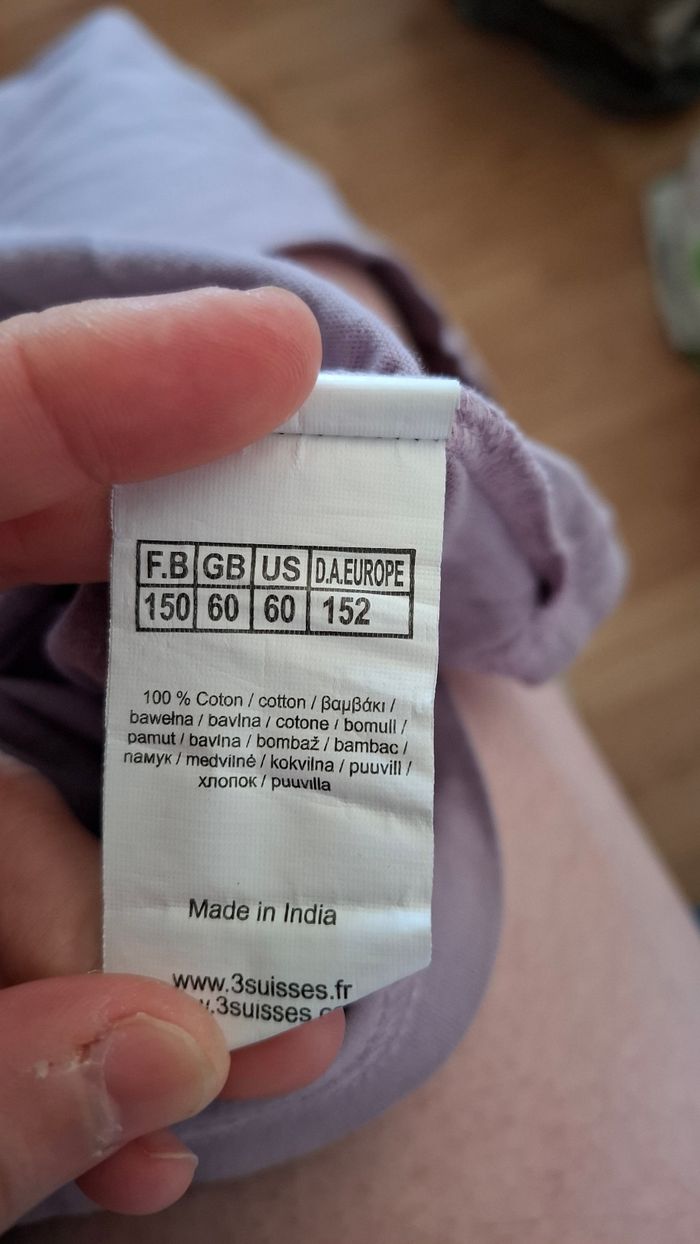 F.B GB US D.A.EUROPE
150 60 60 152
100 % Coton / cotton / βαμβάκι /
bawełna / bavlna / cotone / bomull /
pamut / bavlna / bombaž / bambac /
памук / medvilnė / kokvilna / puuvill /
хлопок / puuvilla
Made in India
www.3suisses.fr
.3suisses